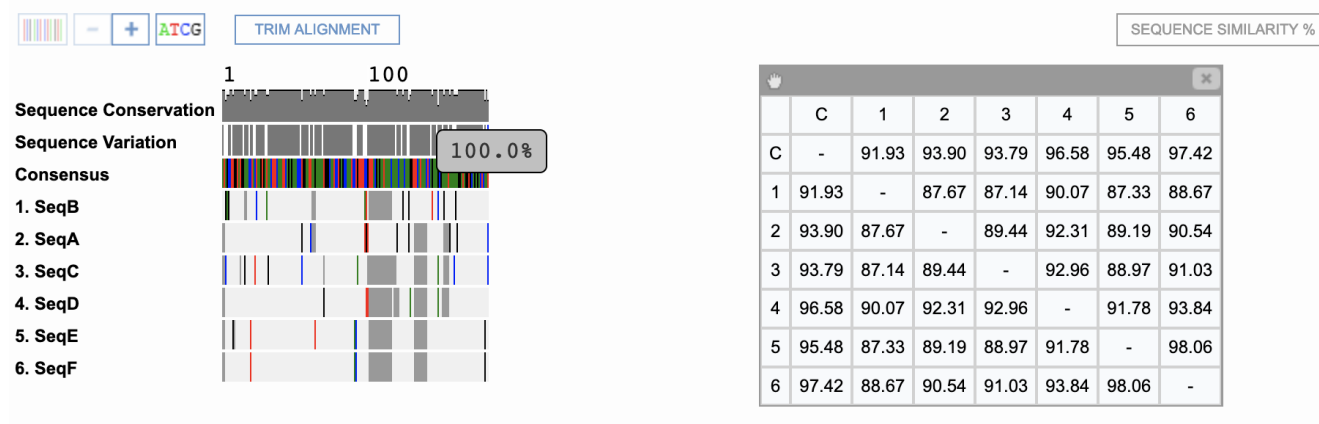 ATCG TRIM ALIGNMENT SEQUENCE SIMILARITY %
1 100
Sequence Conservation
Sequence Variation
100.0%
Consensus
1. SeqB
2. SeqA
3. SeqC
4. SeqD
5. SeqE
6. SeqF
C 1 2 3 4 5 6
C - 91.93 93.90 93.79 96.58 95.48 97.42
1 91.93 - 87.67 87.14 90.07 87.33 88.67
2 93.90 87.67 - 89.44 92.31 89.19 90.54
3 93.79 87.14 89.44 - 92.96 88.97 91.03
4 96.58 90.07 92.31 92.96 - 91.78 93.84
5 95.48 87.33 89.19 88.97 91.78 - 98.06
6 97.42 88.67 90.54 91.03 93.84 98.06 -